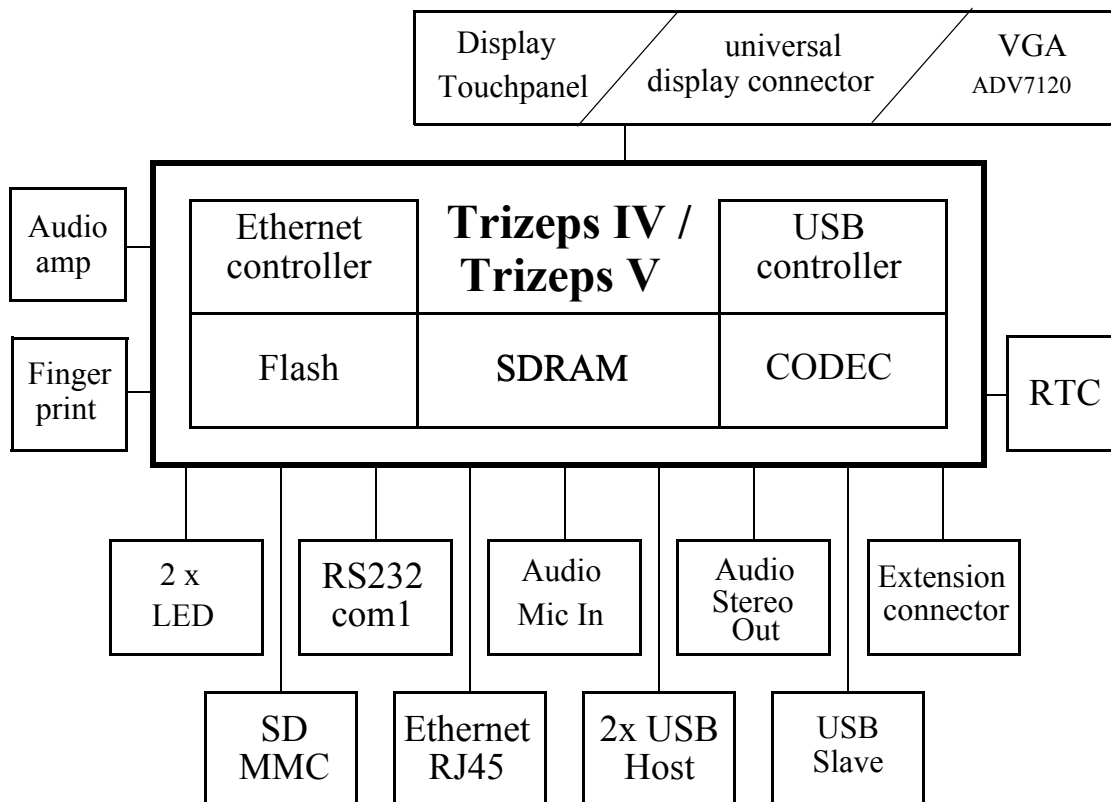 Display
Touchpanel
universal
display connector
VGA
ADV7120
Audio
amp
Finger
print
Ethernet
controller
Trizeps IV /
Trizeps V
USB
controller
Flash
SDRAM
CODEC
RTC
2 x
LED
RS232
com1
Audio
Mic In
Audio
Stereo
Out
Extension
connector
SD
MMC
Ethernet
RJ45
2x USB
Host
USB
Slave